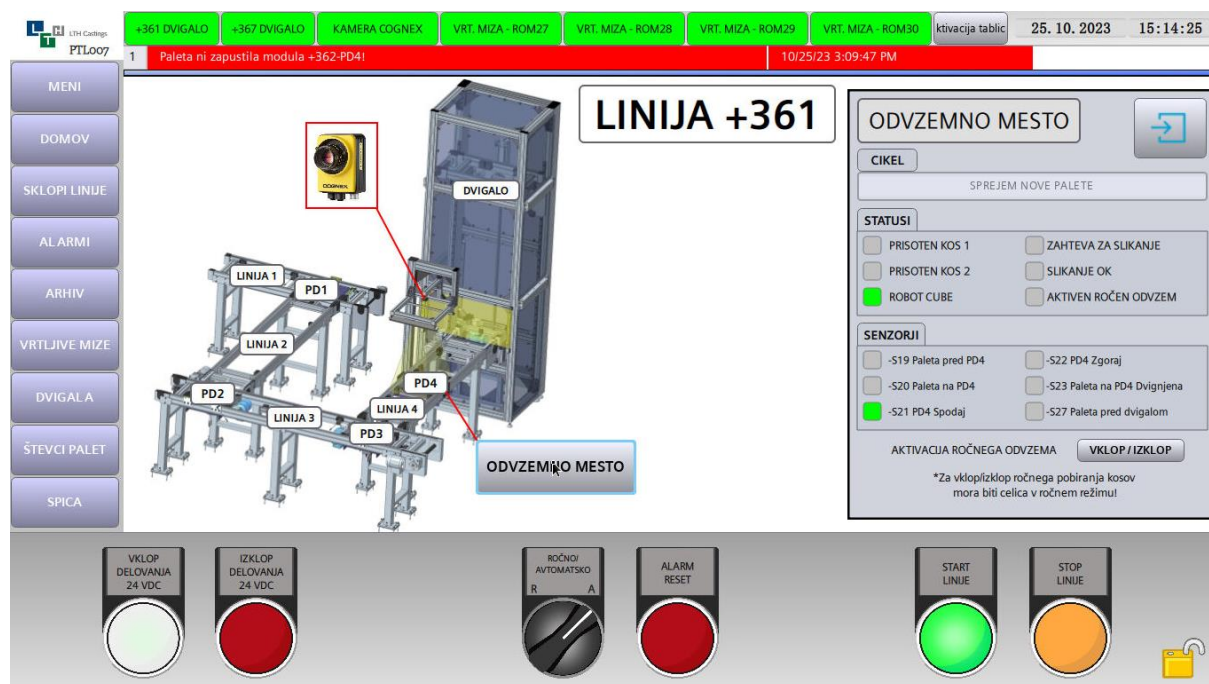 LTH Castings
PTL007
+361 DVIGALO
+367 DVIGALO
KAMERA COGNEX
VRT. MIZA - ROM27
VRT. MIZA - ROM28
VRT. MIZA - ROM29
VRT. MIZA - ROM30
ktivacija tablic
25. 10. 2023
15:14:25
1 Paleta ni zapustila modula +362-PD4! 10/25/23 3:09:47 PM
MENI
DOMOV
SKLOPI LINIJE
ALARMI
ARHIV
VRTLJIVE MIZE
DVIGALA
ŠTEVCI PALET
SPICA
LINIJA +361
COGNEX
DVIGALO
LINIJA 1
PD1
LINIJA 2
PD2
LINIJA 3
PD3
LINIJA 4
PD4
ODVZEMNO MESTO
ODVZEMNO MESTO
CIKEL
SPREJEM NOVE PALETE
STATUSI
PRISOTEN KOS 1
ZAHTEVA ZA SLIKANJE
PRISOTEN KOS 2
SLIKANJE OK
ROBOT CUBE
AKTIVEN ROČEN ODVZEM
SENZORJI
-S19 Paleta pred PD4
-S22 PD4 Zgoraj
-S20 Paleta na PD4
-S23 Paleta na PD4 Dvignjena
-S21 PD4 Spodaj
-S27 Paleta pred dvigalom
AKTIVACIJA ROČNEGA ODVZEMA
VKLOP / IZKLOP
*Za vklop/izklop ročnega pobiranja kosov
mora biti celica v ročnem režimu!
VKLOP
DELOVANJA
24 VDC
IZKLOP
DELOVANJA
24 VDC
ROČNO/
AVTOMATSKO
R A
ALARM
RESET
START
LINIJE
STOP
LINIJE